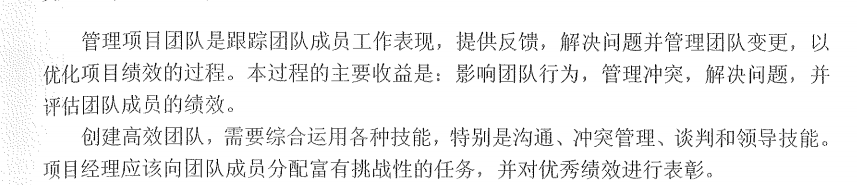 管理项目团队是跟踪团队成员工作表现，提供反馈，解决问题并管理团队变更，以
优化项目绩效的过程。本过程的主要收益是：影响团队行为，管理冲突，解决问题，并
评估团队成员的绩效。
创建高效团队，需要综合运用各种技能，特别是沟通、冲突管理、谈判和领导技能。
项目经理应该向团队成员分配富有挑战性的任务，并对优秀绩效进行表彰。